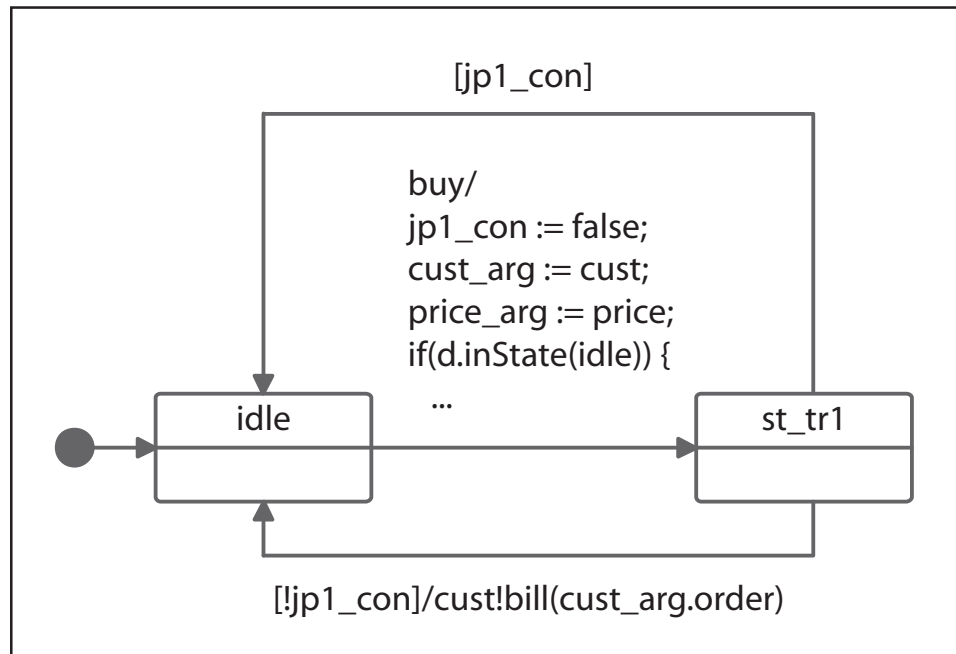 [jp1_con]
buy/
jp1_con := false;
cust_arg := cust;
price_arg := price;
if(d.inState(idle)) {
...
idle
st_tr1
[!jp1_con]/cust!bill(cust_arg.order)